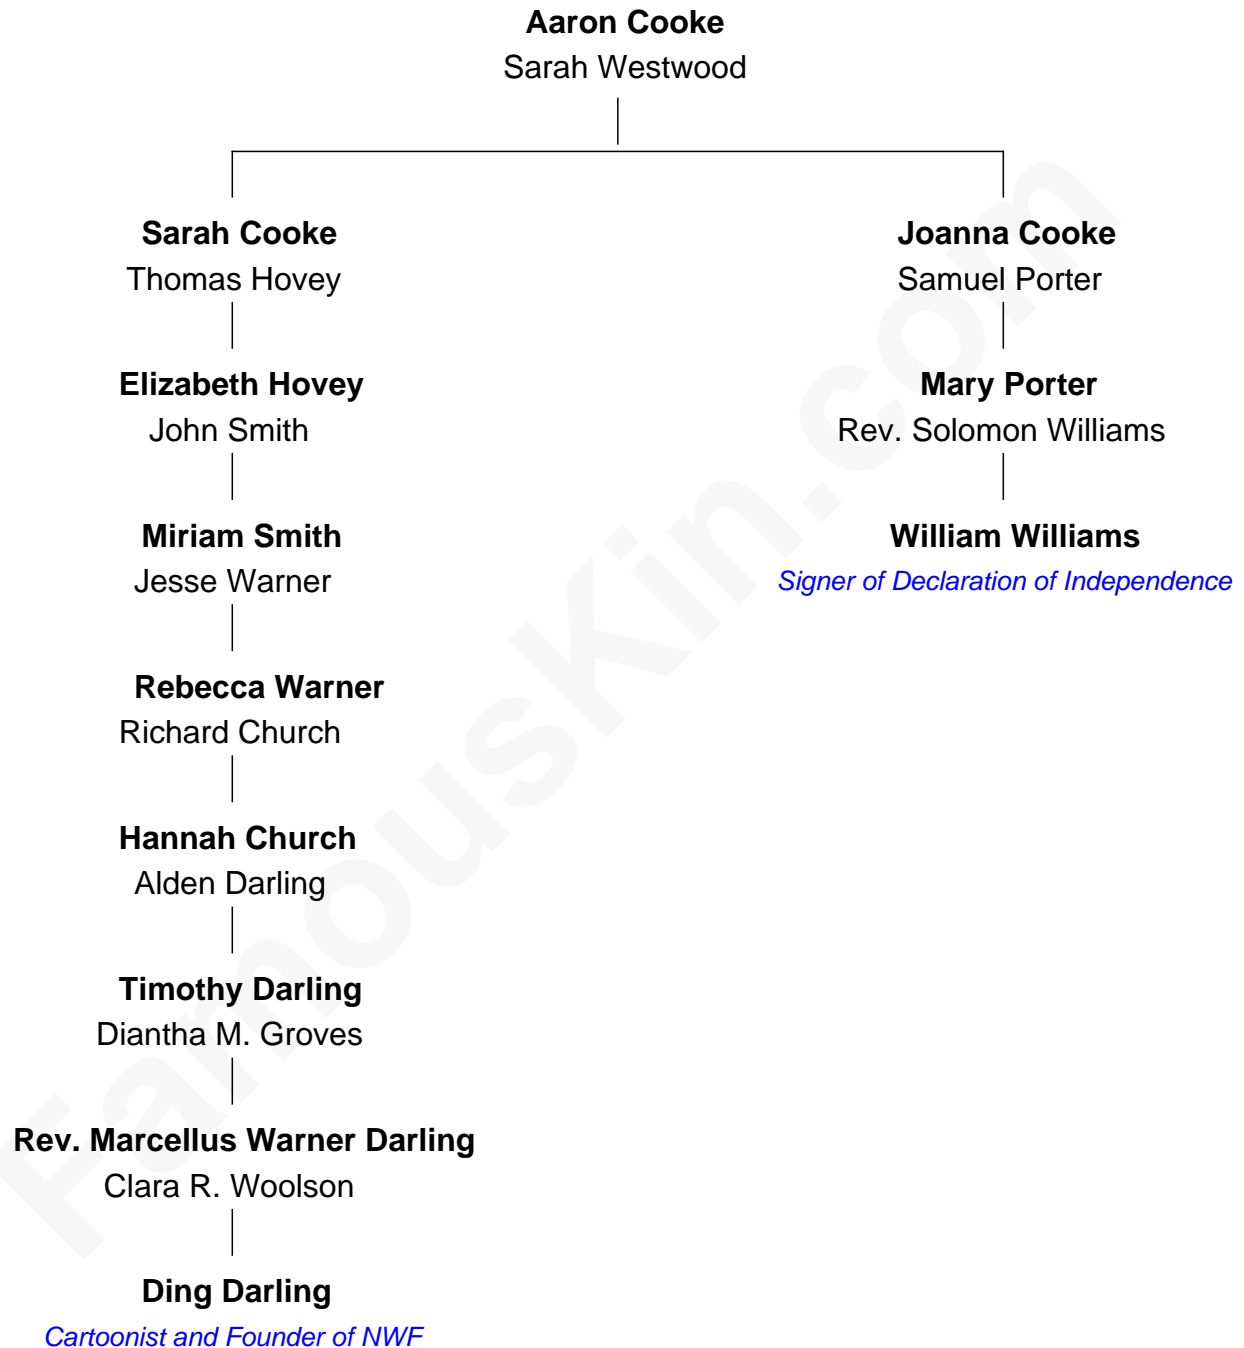 Aaron Cooke
Sarah Westwood
Sarah Cooke
Thomas Hovey
Joanna Cooke
Samuel Porter
Elizabeth Hovey
John Smith
Mary Porter
Rev. Solomon Williams
Miriam Smith
Jesse Warner
William Williams
Signer of Declaration of Independence
Rebecca Warner
Richard Church
Hannah Church
Alden Darling
Timothy Darling
Diantha M. Groves
Rev. Marcellus Warner Darling
Clara R. Woolson
Ding Darling
Cartoonist and Founder of NWF
FamousKin.com